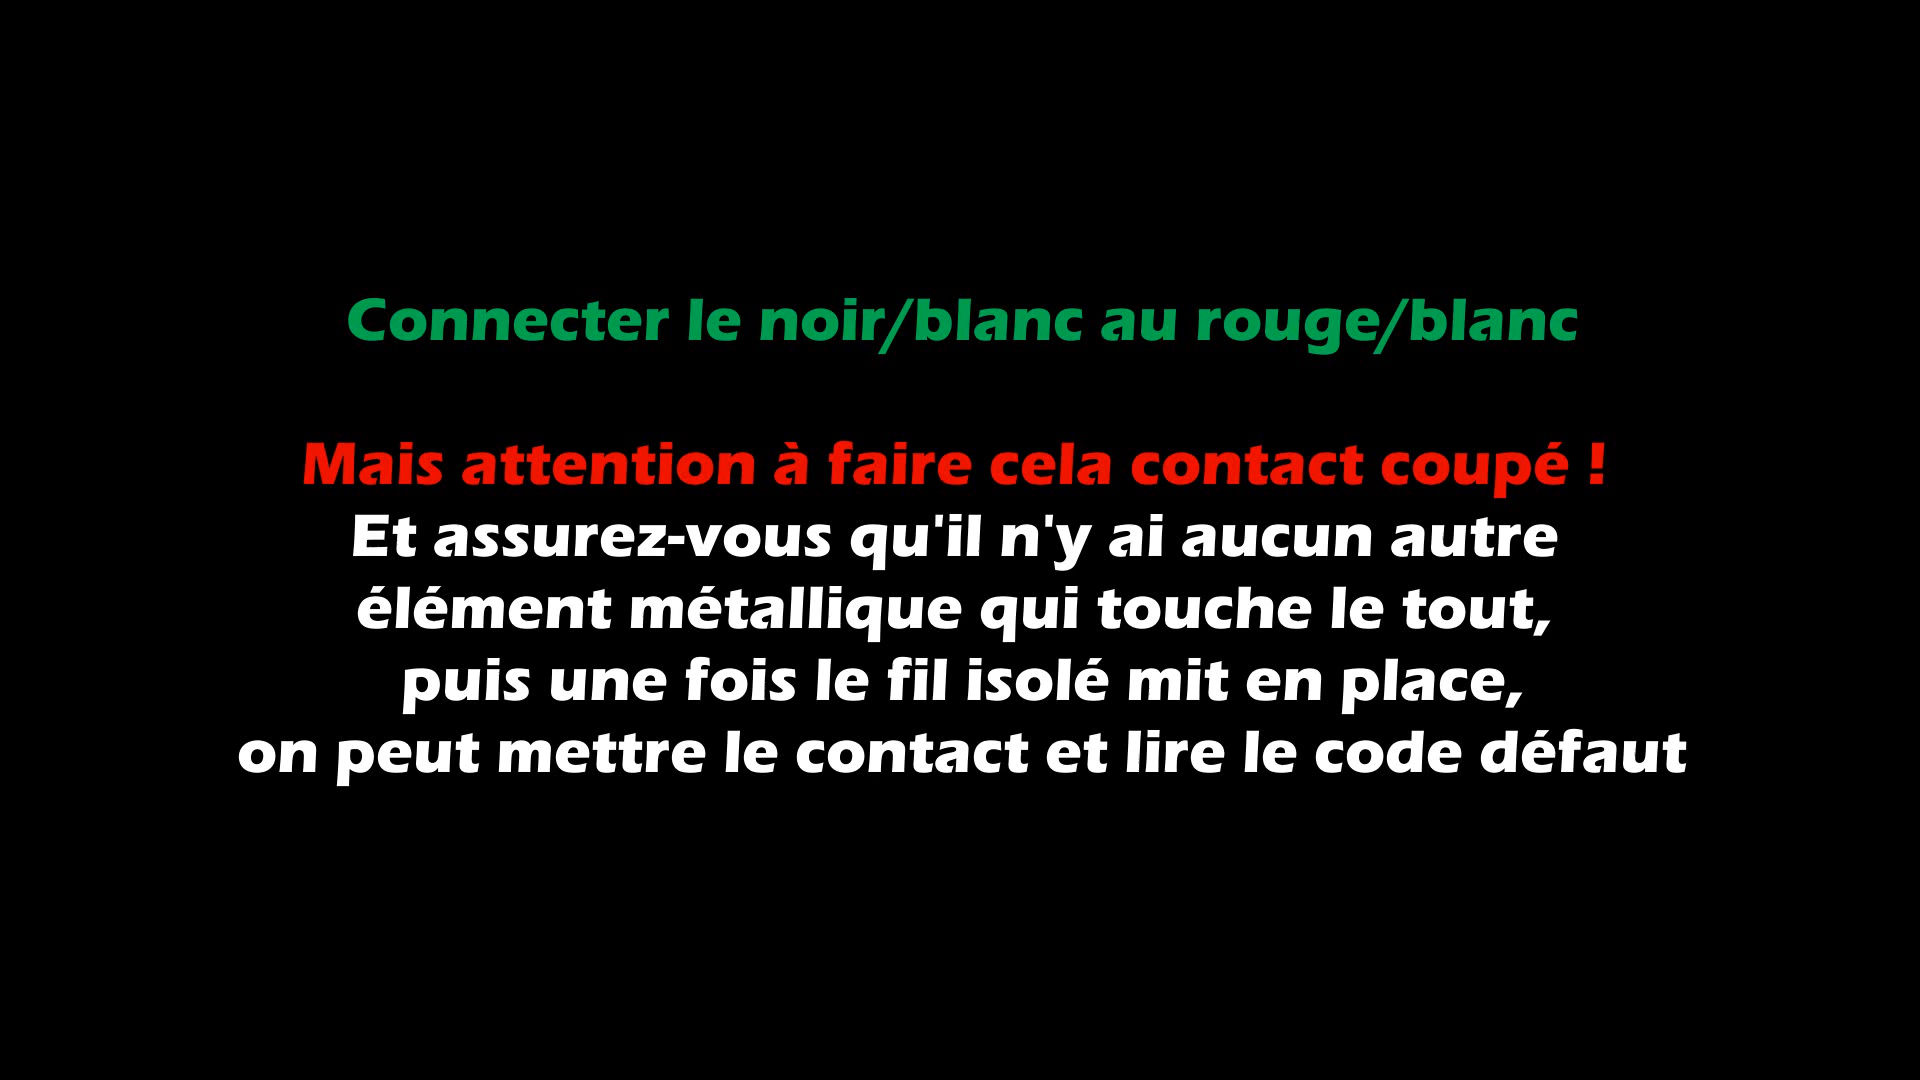 Connecter le noir/blanc au rouge/blanc
Mais attention à faire cela contact coupé !
Et assurez-vous qu'il n'y ai aucun autre
élément métallique qui touche le tout,
puis une fois le fil isolé mit en place,
on peut mettre le contact et lire le code défaut